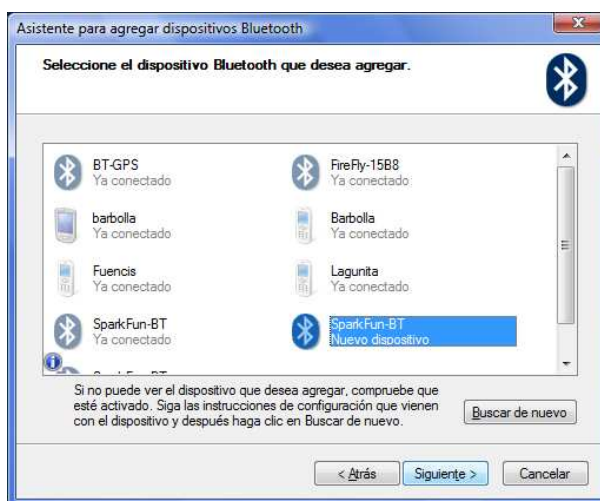 Asistente para agregar dispositivos Bluetooth
Seleccione el dispositivo Bluetooth que desea agregar.
BT-GPS
Ya conectado
FireFly-15B8
Ya conectado
barbolla
Ya conectado
Barbolla
Ya conectado
Fuencis
Ya conectado
Lagunita
Ya conectado
SparkFun-BT
Ya conectado
SparkFun-BT
Nuevo dispositivo
Si no puede ver el dispositivo que desea agregar, compruebe que
esté activado. Siga las instrucciones de configuración que vienen
con el dispositivo y después haga clic en Buscar de nuevo.
Buscar de nuevo
< Atrás
Siguiente >
Cancelar